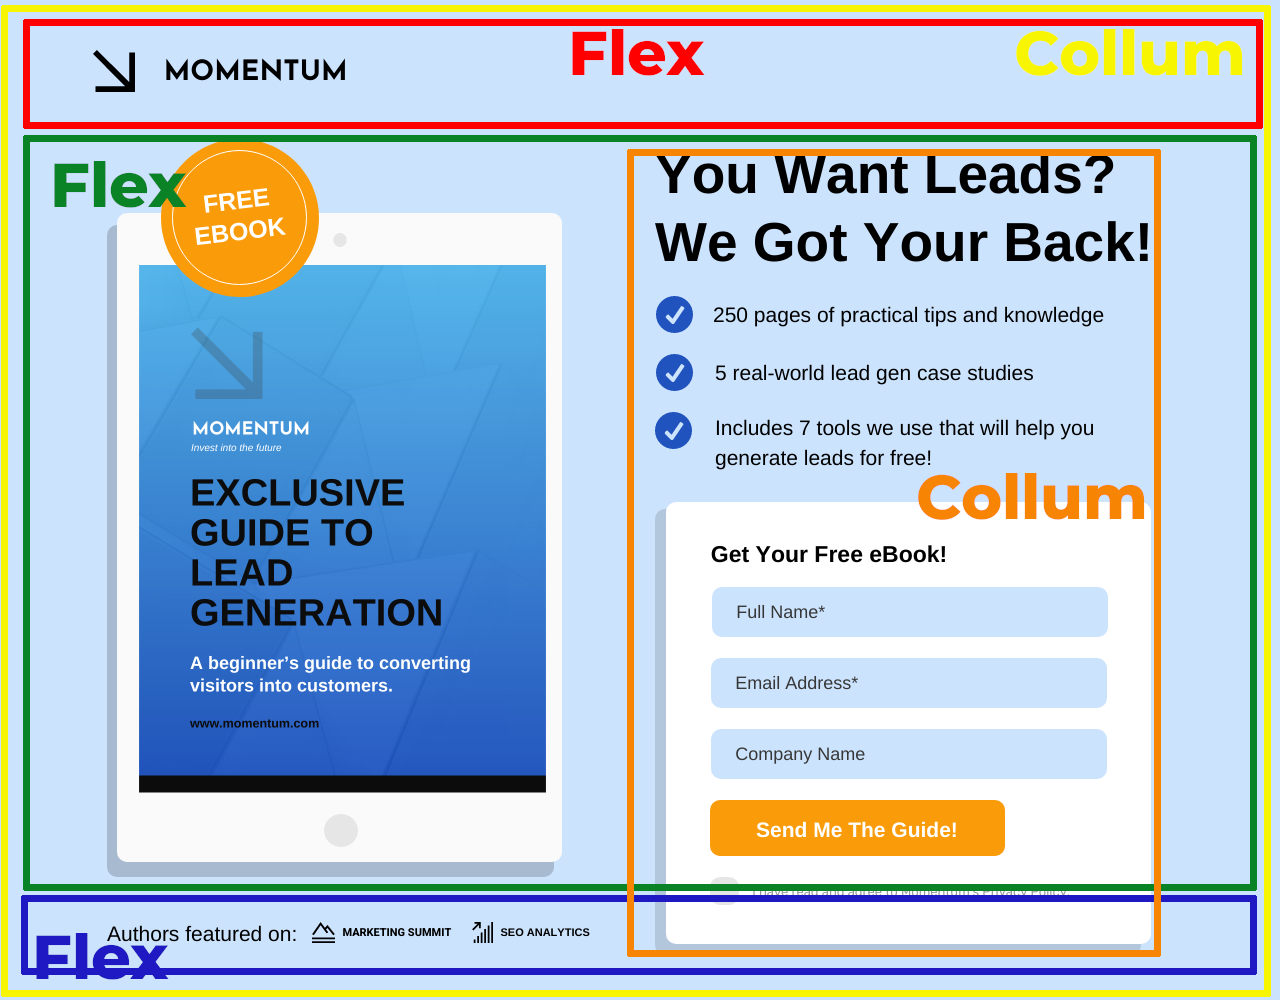 MOMENTUM
Flex
Collum
Flex
FREE
EBOOK
MOMENTUM
Invest into the future
EXCLUSIVE
GUIDE TO
LEAD
GENERATION
A beginner’s guide to converting
visitors into customers.
www.momentum.com
You Want Leads?
We Got Your Back!
250 pages of practical tips and knowledge
5 real-world lead gen case studies
Includes 7 tools we use that will help you
generate leads for free!
Collum
Get Your Free eBook!
Full Name*
Email Address*
Company Name
Send Me The Guide!
I have read and agree to Momentum's Privacy Policy.
Authors featured on:
MARKETING SUMMIT
SEO ANALYTICS
Flex